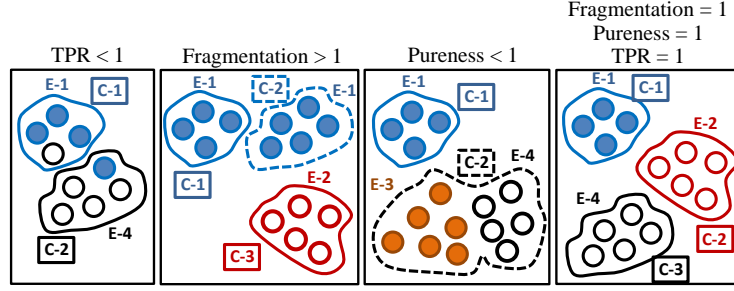 Fragmentation = 1
Pureness = 1
TPR = 1
TPR < 1
Fragmentation > 1
Pureness < 1
E-1
C-1
C-2
E-4
C-2
E-1
C-1
E-2
C-3
E-1
C-1
C-2
E-4
E-3
E-1
C-1
E-2
E-4
C-2
C-3